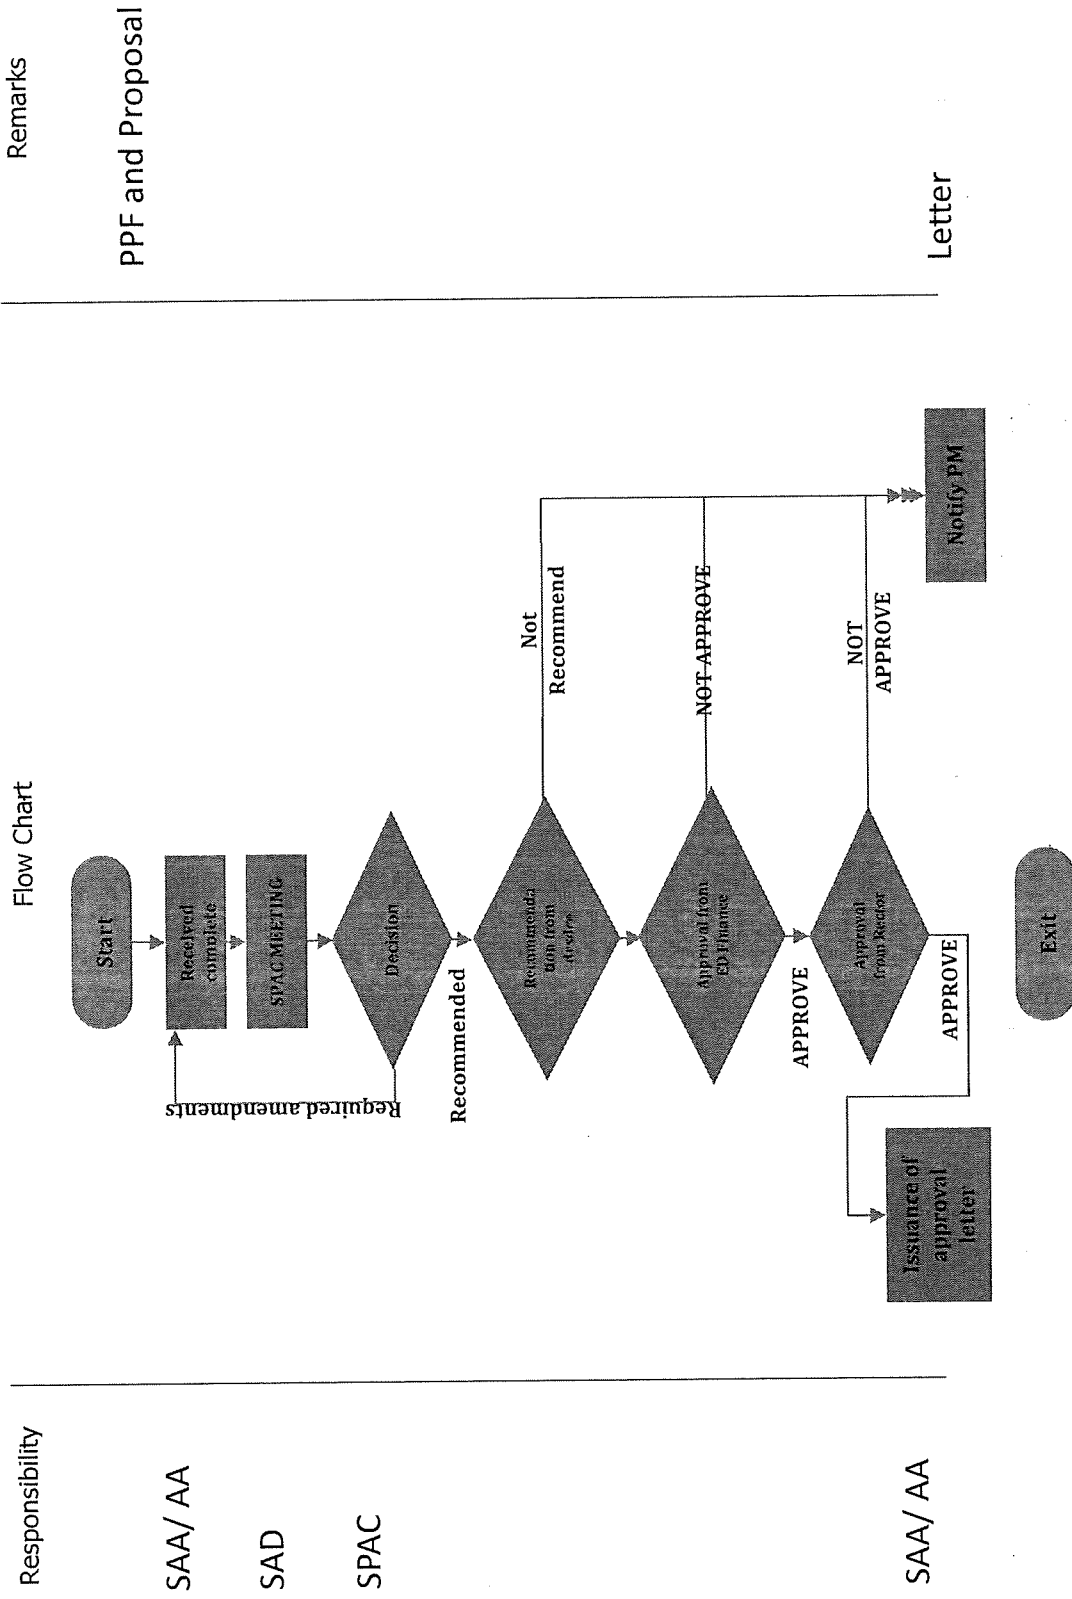 Responsibility
Flow Chart
Remarks
Start
PPF and Proposal
SAA/ AA
Received
complete
SAD
SPAC MEETING
SPAC
Decision
Required amendments
Recommended
Recommenda
tion from
Not
Recommend
Approval from
ED Finance
NOT APPROVE
APPROVE
Approval
from Rector
NOT
APPROVE
APPROVE
SAA/ AA
Issuance of
approval
letter
Notify PM
Letter
Exit